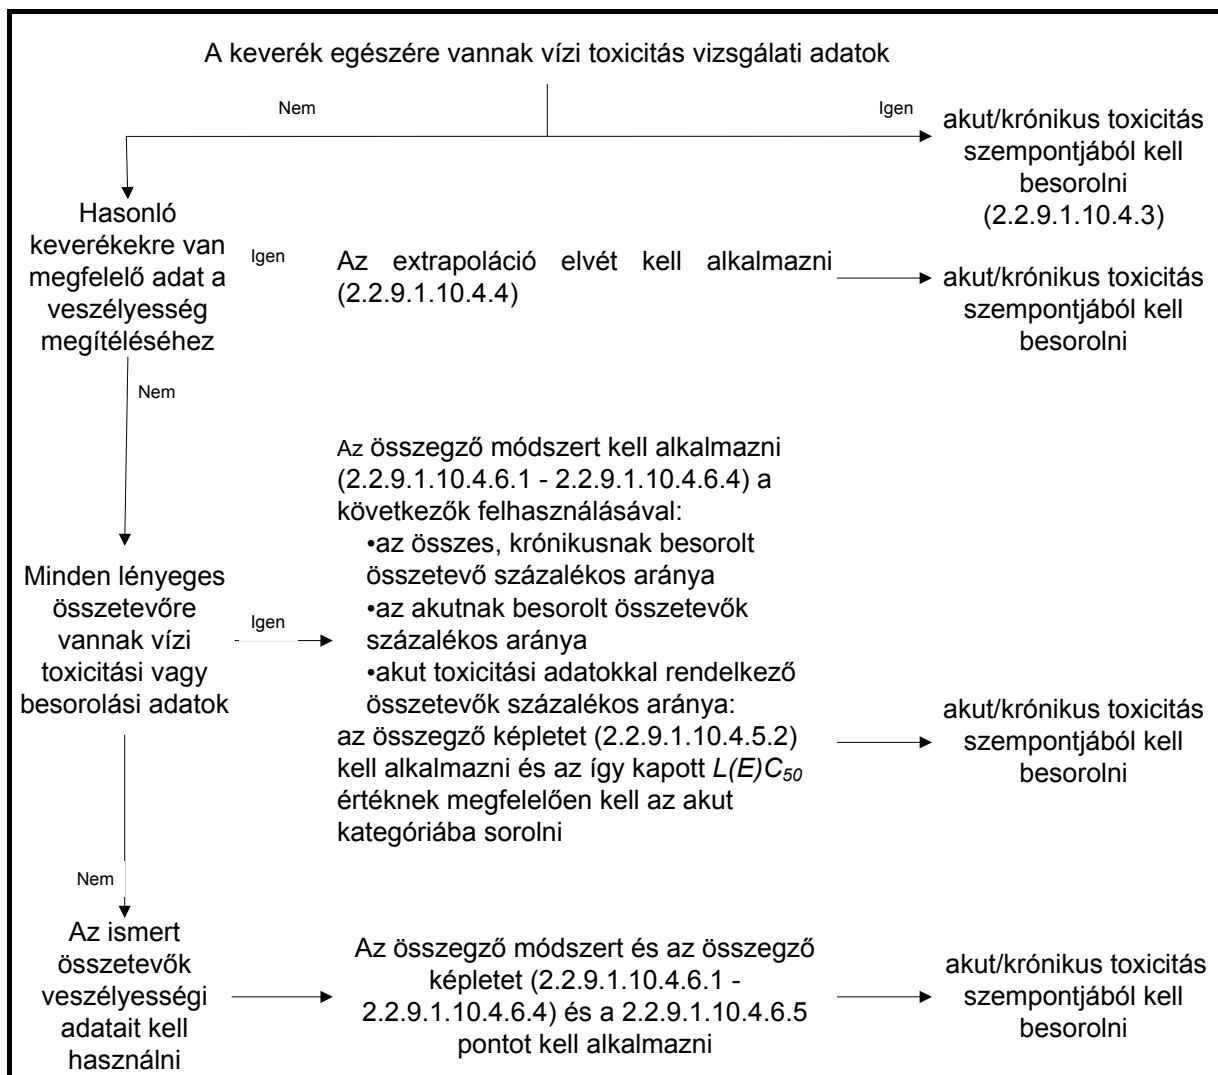 A keverék egészére vannak vízi toxicitás vizsgálati adatok
Nem
Igen
akut/krónikus toxicitás
szempontjából kell
besorolni
(2.2.9.1.10.4.3)
Hasonló
keverékekre van
megfelelő adat a
veszélyesség
megítéléséhez
Igen
Az extrapoláció elvét kell alkalmazni
(2.2.9.1.10.4.4)
akut/krónikus toxicitás
szempontjából kell
besorolni
Nem
Az összegző módszert kell alkalmazni
(2.2.9.1.10.4.6.1 - 2.2.9.1.10.4.6.4) a
következők felhasználásával:
•az összes, krónikusnak besorolt
összetevő százalékos aránya
•az akutnak besorolt összetevők
százalékos aránya
•akut toxicitási adatokkal rendelkező
összetevők százalékos aránya:
az összegző képletet (2.2.9.1.10.4.5.2)
kell alkalmazni és az így kapott L(E)C50
értéknek megfelelően kell az akut
kategóriába sorolni
Minden lényeges
összetevőre
vannak vízi
toxicitási vagy
besorolási adatok
Igen
akut/krónikus toxicitás
szempontjából kell
besorolni
Nem
Az ismert
összetevők
veszélyességi
adatait kell
használni
Az összegző módszert és az összegző
képletet (2.2.9.1.10.4.6.1 -
2.2.9.1.10.4.6.4) és a 2.2.9.1.10.4.6.5
pontot kell alkalmazni
akut/krónikus toxicitás
szempontjából kell
besorolni